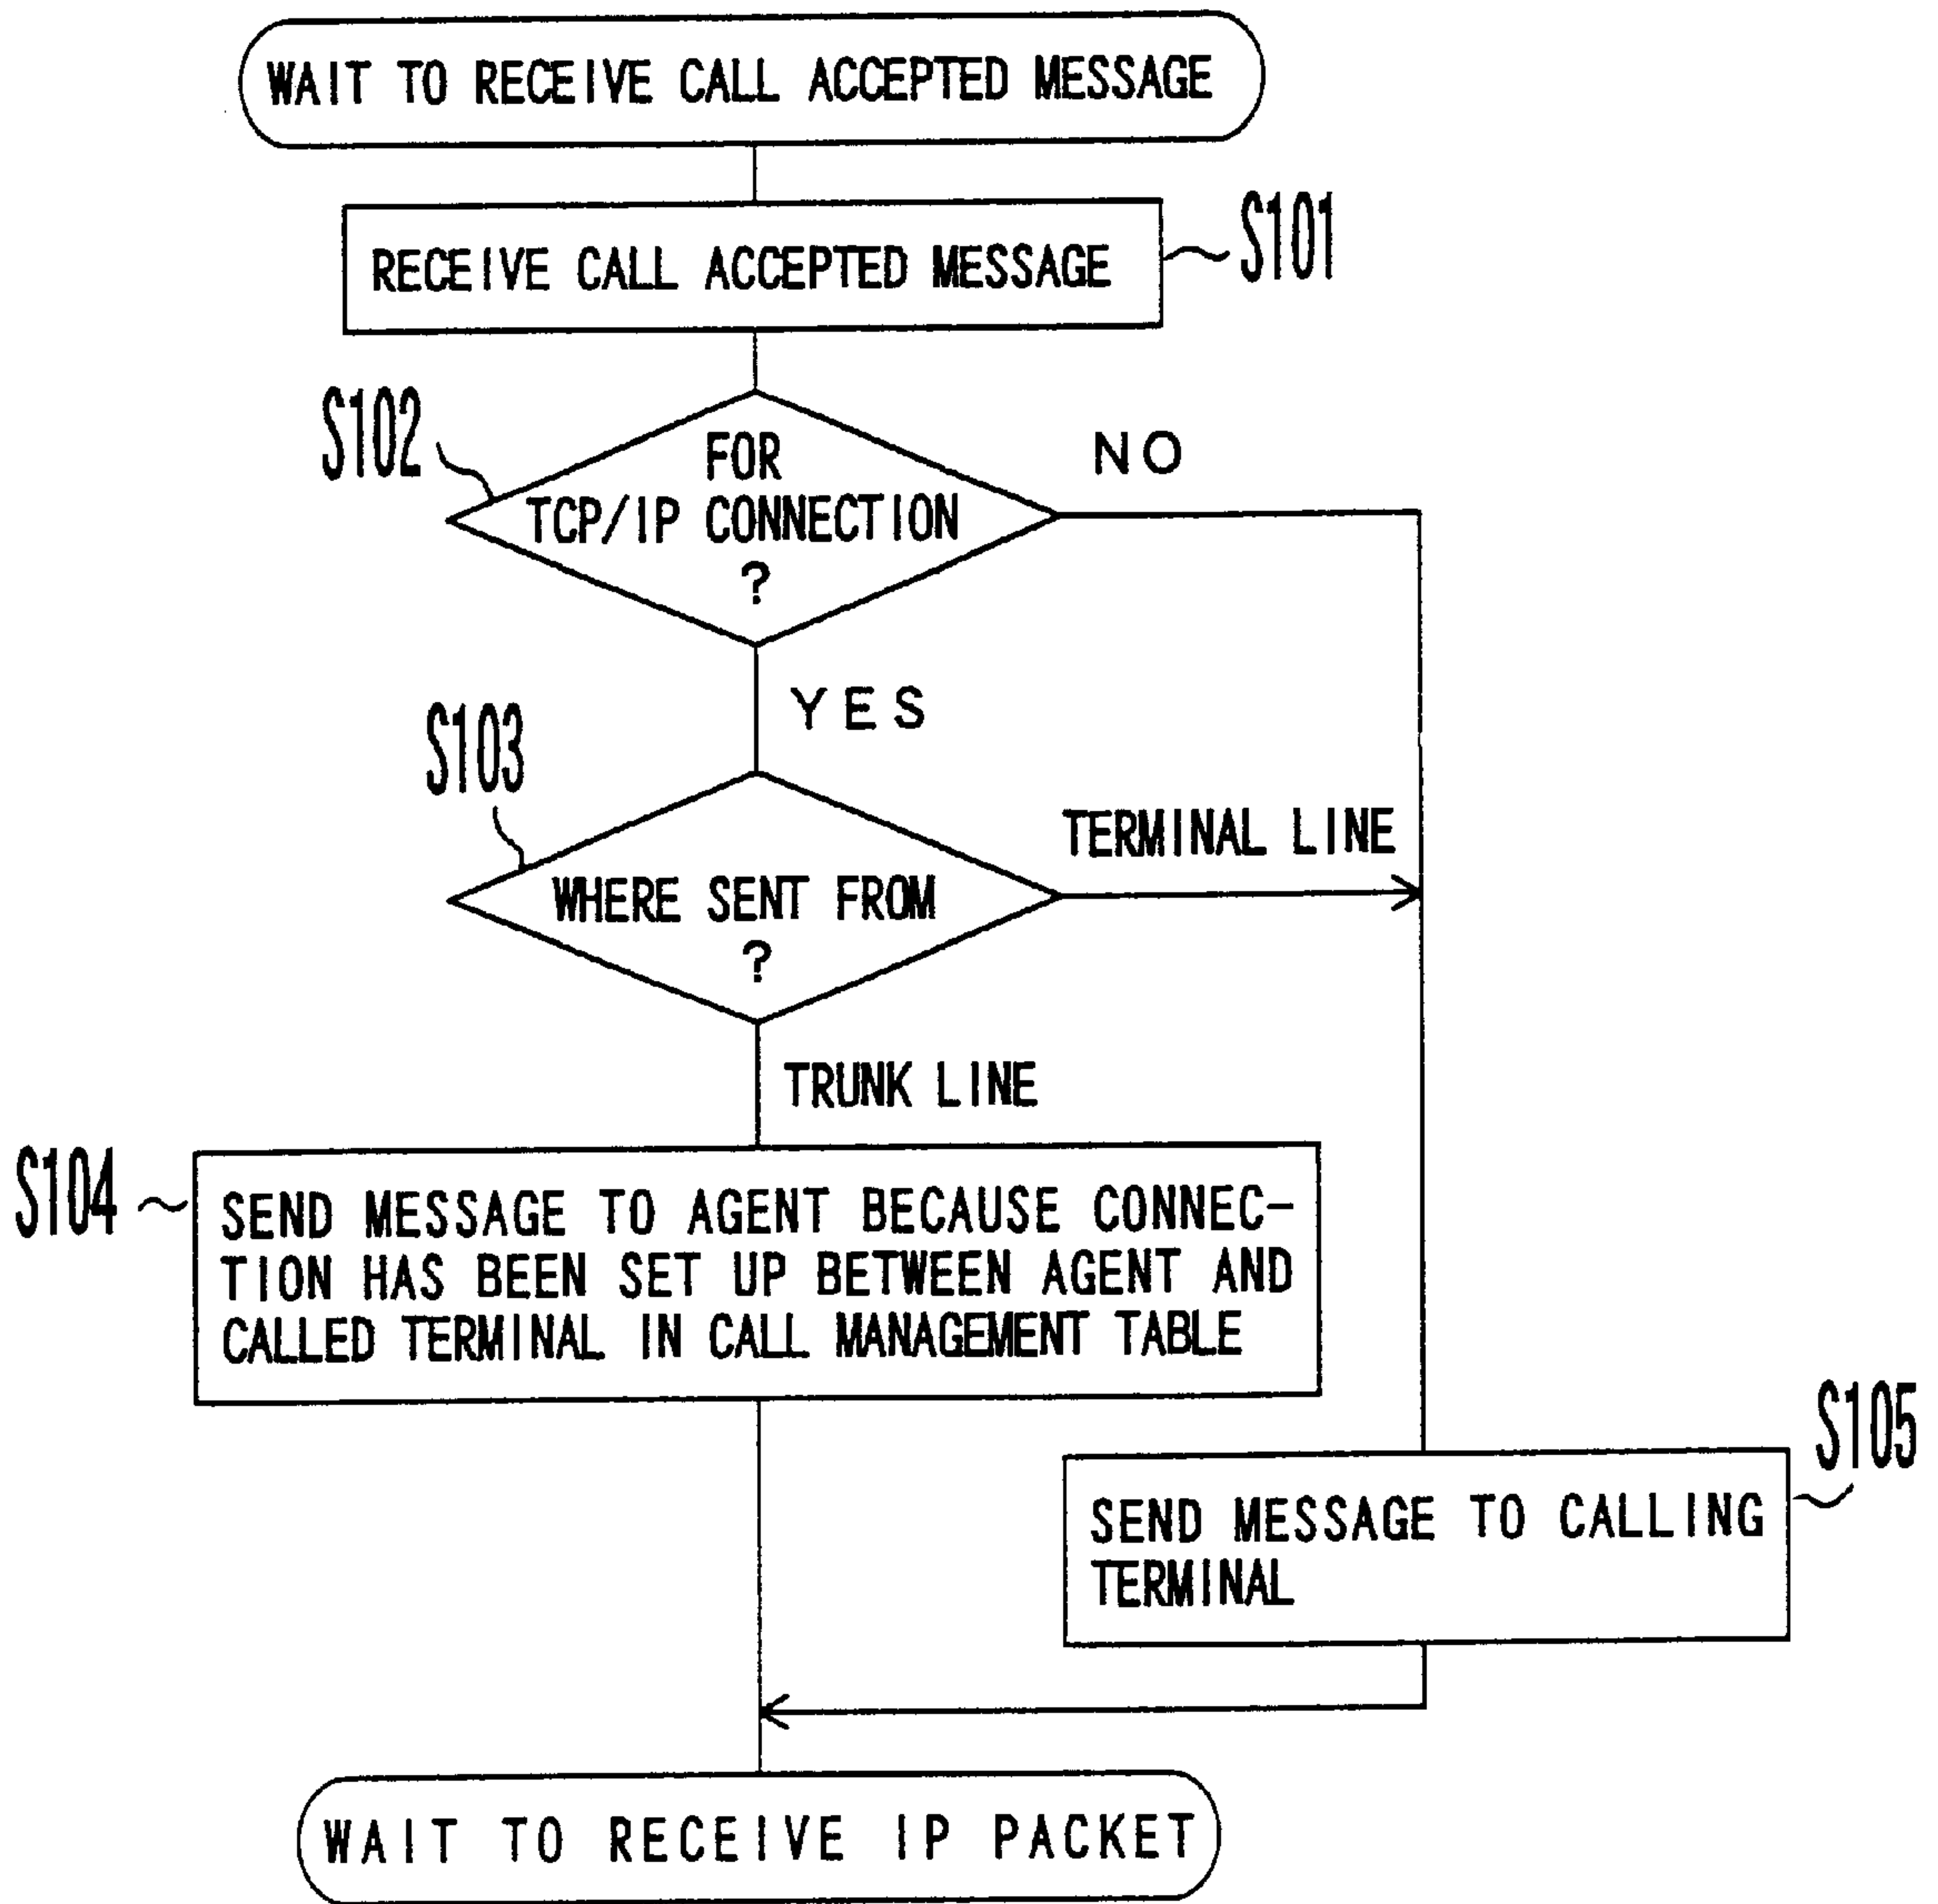 WAIT TO RECEIVE CALL ACCEPTED MESSAGE
RECEIVE CALL ACCEPTED MESSAGE
S101
S102
FOR
TCP/IP CONNECTION
?
NO
YES
S103
WHERE SENT FROM
?
TERMINAL LINE
TRUNK LINE
S104
SEND MESSAGE TO AGENT BECAUSE CONNEC-
TION HAS BEEN SET UP BETWEEN AGENT AND
CALLED TERMINAL IN CALL MANAGEMENT TABLE
S105
SEND MESSAGE TO CALLING
TERMINAL
WAIT TO RECEIVE IP PACKET